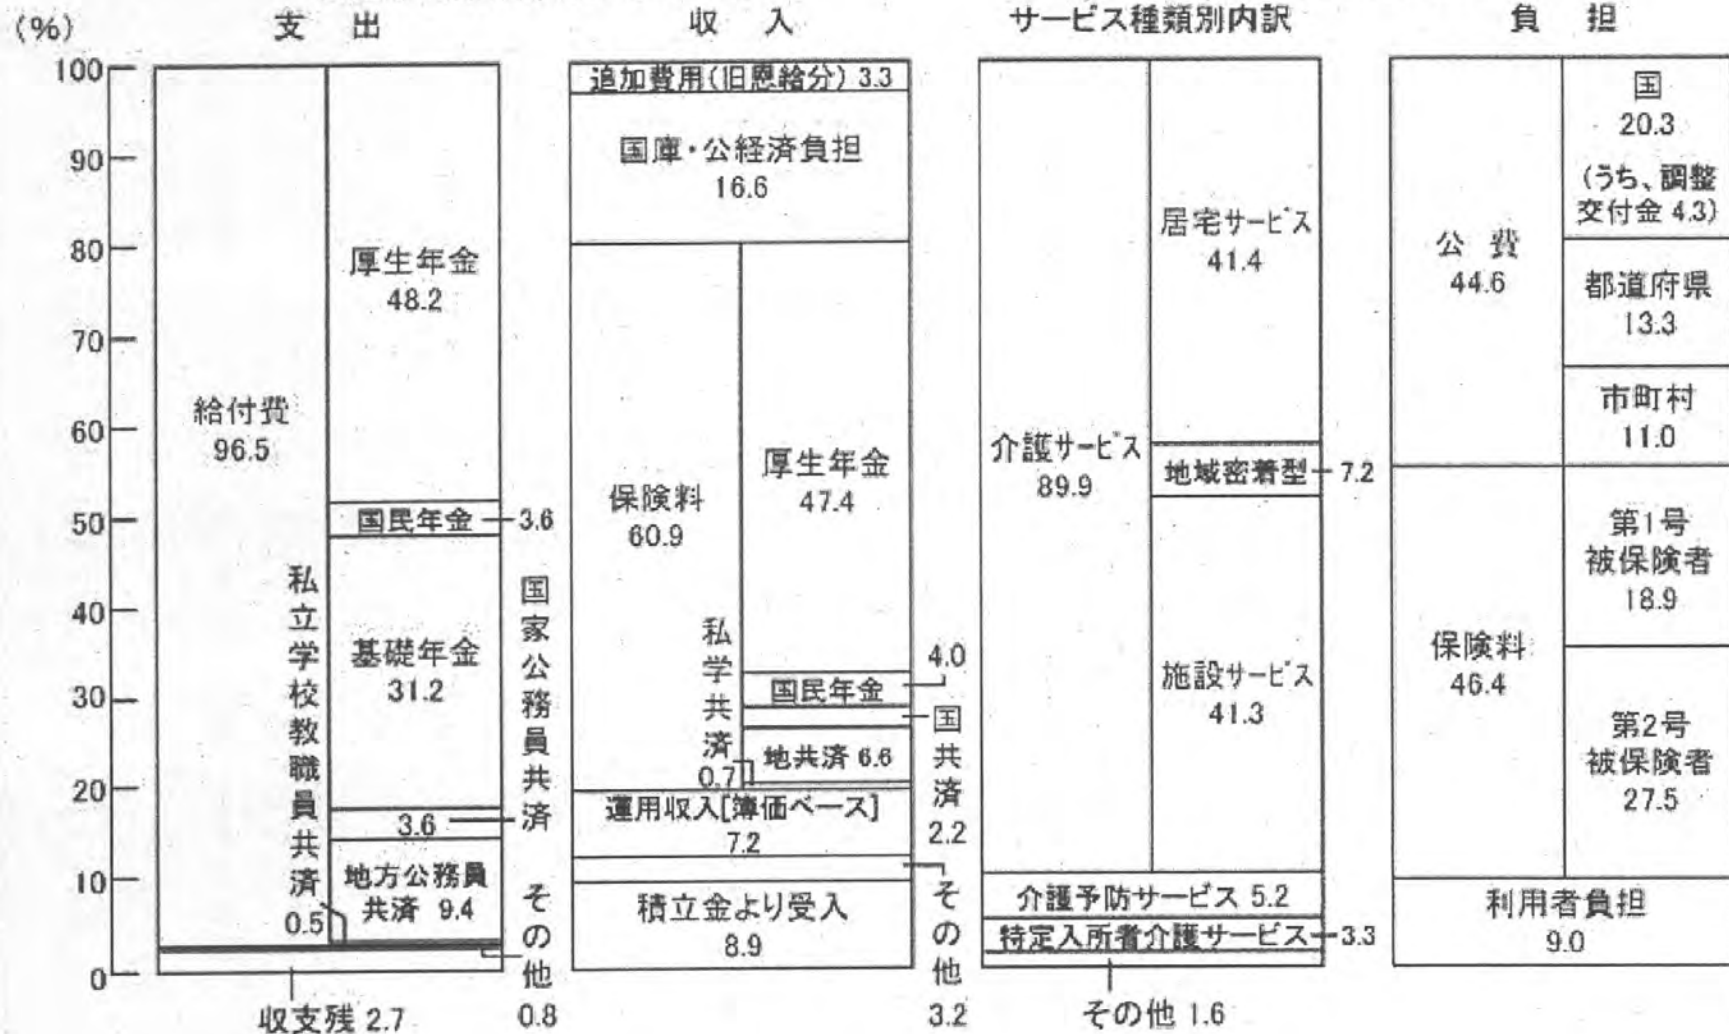 (%)
支 出
収 入
サービス種類別内訳
負 担
100
90
80
70
60
50
40
30
20
10
0
給付費
96.5
厚生年金
48.2
国民年金
3.6
基礎年金
31.2
3.6
国家公務員共済
地方公務員
共済 9.4
私立学校教職員共済
0.5
その他
0.8
収支残 2.7
追加費用(旧恩給分) 3.3
国庫・公経済負担
16.6
保険料
60.9
厚生年金
47.4
国民年金
4.0
国共済
2.2
地共済 6.6
私学共済
0.7
運用収入[簿価ベース]
7.2
その他
3.2
積立金より受入
8.9
介護サービス
89.9
居宅サービス
41.4
地域密着型
7.2
施設サービス
41.3
介護予防サービス 5.2
特定入所者介護サービス
3.3
その他 1.6
公 費
44.6
国
20.3
(うち、調整
交付金 4.3)
都道府県
13.3
市町村
11.0
保険料
46.4
第1号
被保険者
18.9
第2号
被保険者
27.5
利用者負担
9.0